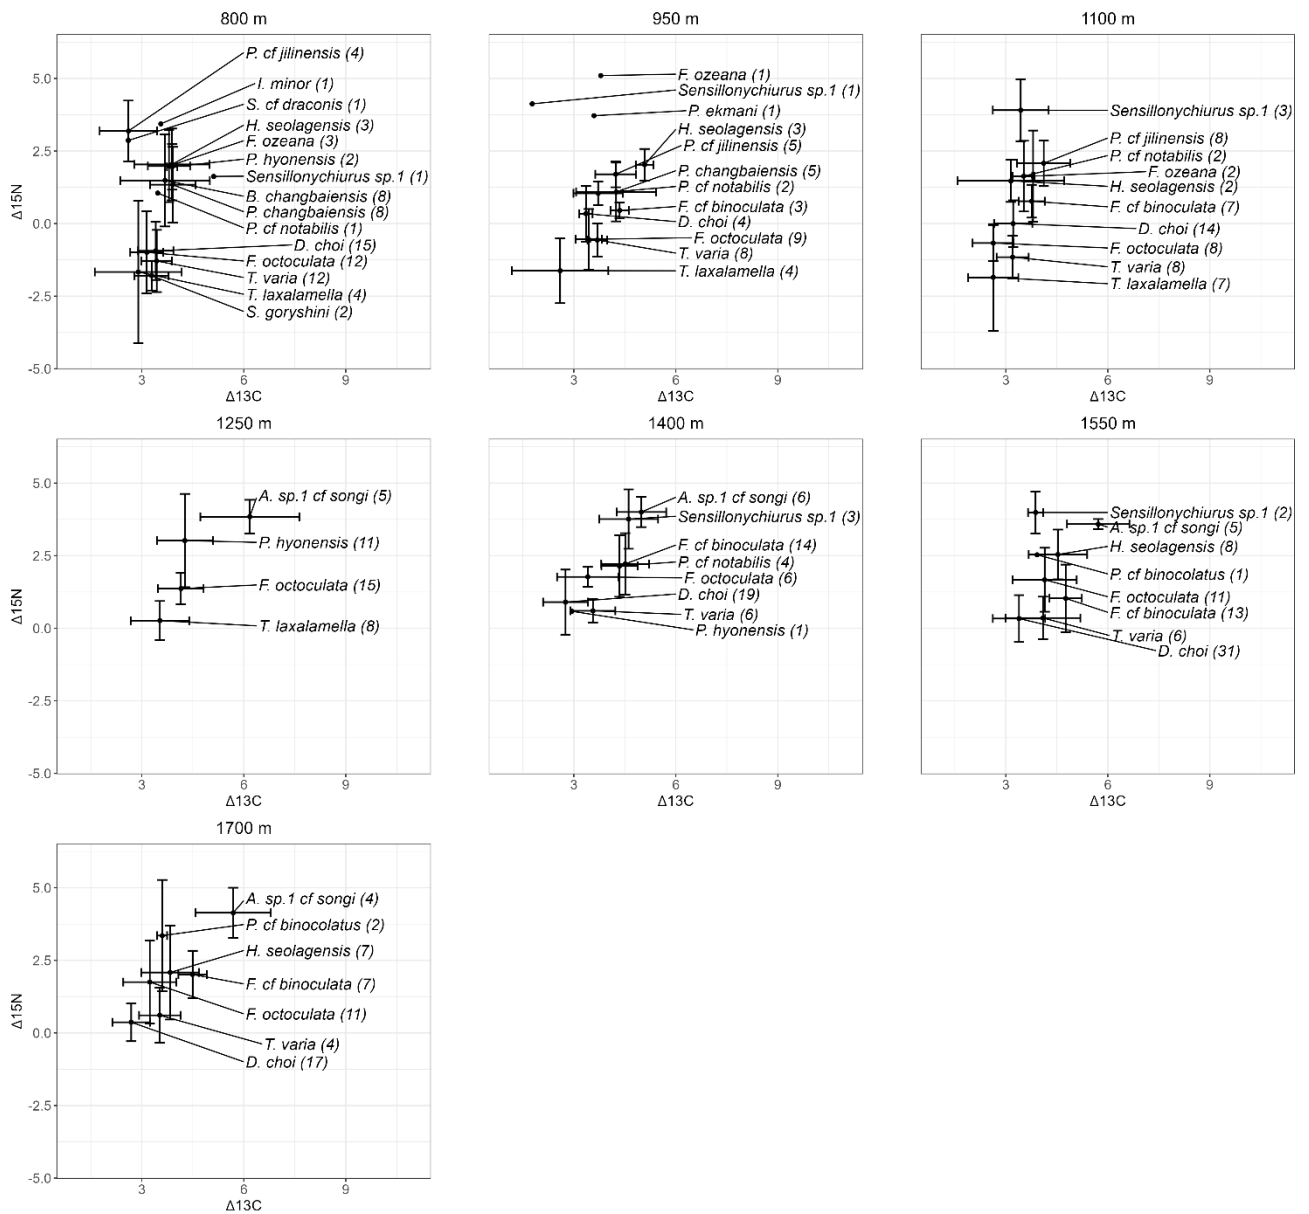 800 m
950 m
1100 m
Δ15N
5.0
2.5
0.0
-2.5
-5.0
P. cf jilinensis (4)
I. minor (1)
S. cf draconis (1)
H. seolagensis (3)
F. ozeana (3)
P. hyonensis (2)
Sensillonychiurus sp.1 (1)
B. changbaiensis (8)
P. changbaiensis (8)
P. cf notabilis (1)
D. choi (15)
F. octoculata (12)
T. varia (12)
T. laxalamella (4)
S. goryshini (2)
3 6 9
Δ13C
F. ozeana (1)
Sensillonychiurus sp.1 (1)
P. ekmani (1)
H. seolagensis (3)
P. cf jilinensis (5)
P. changbaiensis (5)
P. cf notabilis (2)
F. cf binoculata (3)
D. choi (4)
F. octoculata (9)
T. varia (8)
T. laxalamella (4)
3 6 9
Δ13C
Sensillonychiurus sp.1 (3)
P. cf jilinensis (8)
P. cf notabilis (2)
F. ozeana (2)
H. seolagensis (2)
F. cf binoculata (7)
D. choi (14)
F. octoculata (8)
T. varia (8)
T. laxalamella (7)
3 6 9
Δ13C
1250 m
1400 m
1550 m
Δ15N
5.0
2.5
0.0
-2.5
-5.0
A. sp.1 cf songi (5)
P. hyonensis (11)
F. octoculata (15)
T. laxalamella (8)
3 6 9
Δ13C
A. sp.1 cf songi (6)
Sensillonychiurus sp.1 (3)
F. cf binoculata (14)
P. cf notabilis (4)
F. octoculata (6)
D. choi (19)
T. varia (6)
P. hyonensis (1)
3 6 9
Δ13C
Sensillonychiurus sp.1 (2)
A. sp.1 cf songi (5)
H. seolagensis (8)
P. cf binocolatus (1)
F. octoculata (11)
F. cf binoculata (13)
T. varia (6)
D. choi (31)
3 6 9
Δ13C
1700 m
Δ15N
5.0
2.5
0.0
-2.5
-5.0
A. sp.1 cf songi (4)
P. cf binocolatus (2)
H. seolagensis (7)
F. cf binoculata (7)
F. octoculata (11)
T. varia (4)
D. choi (17)
3 6 9
Δ13C